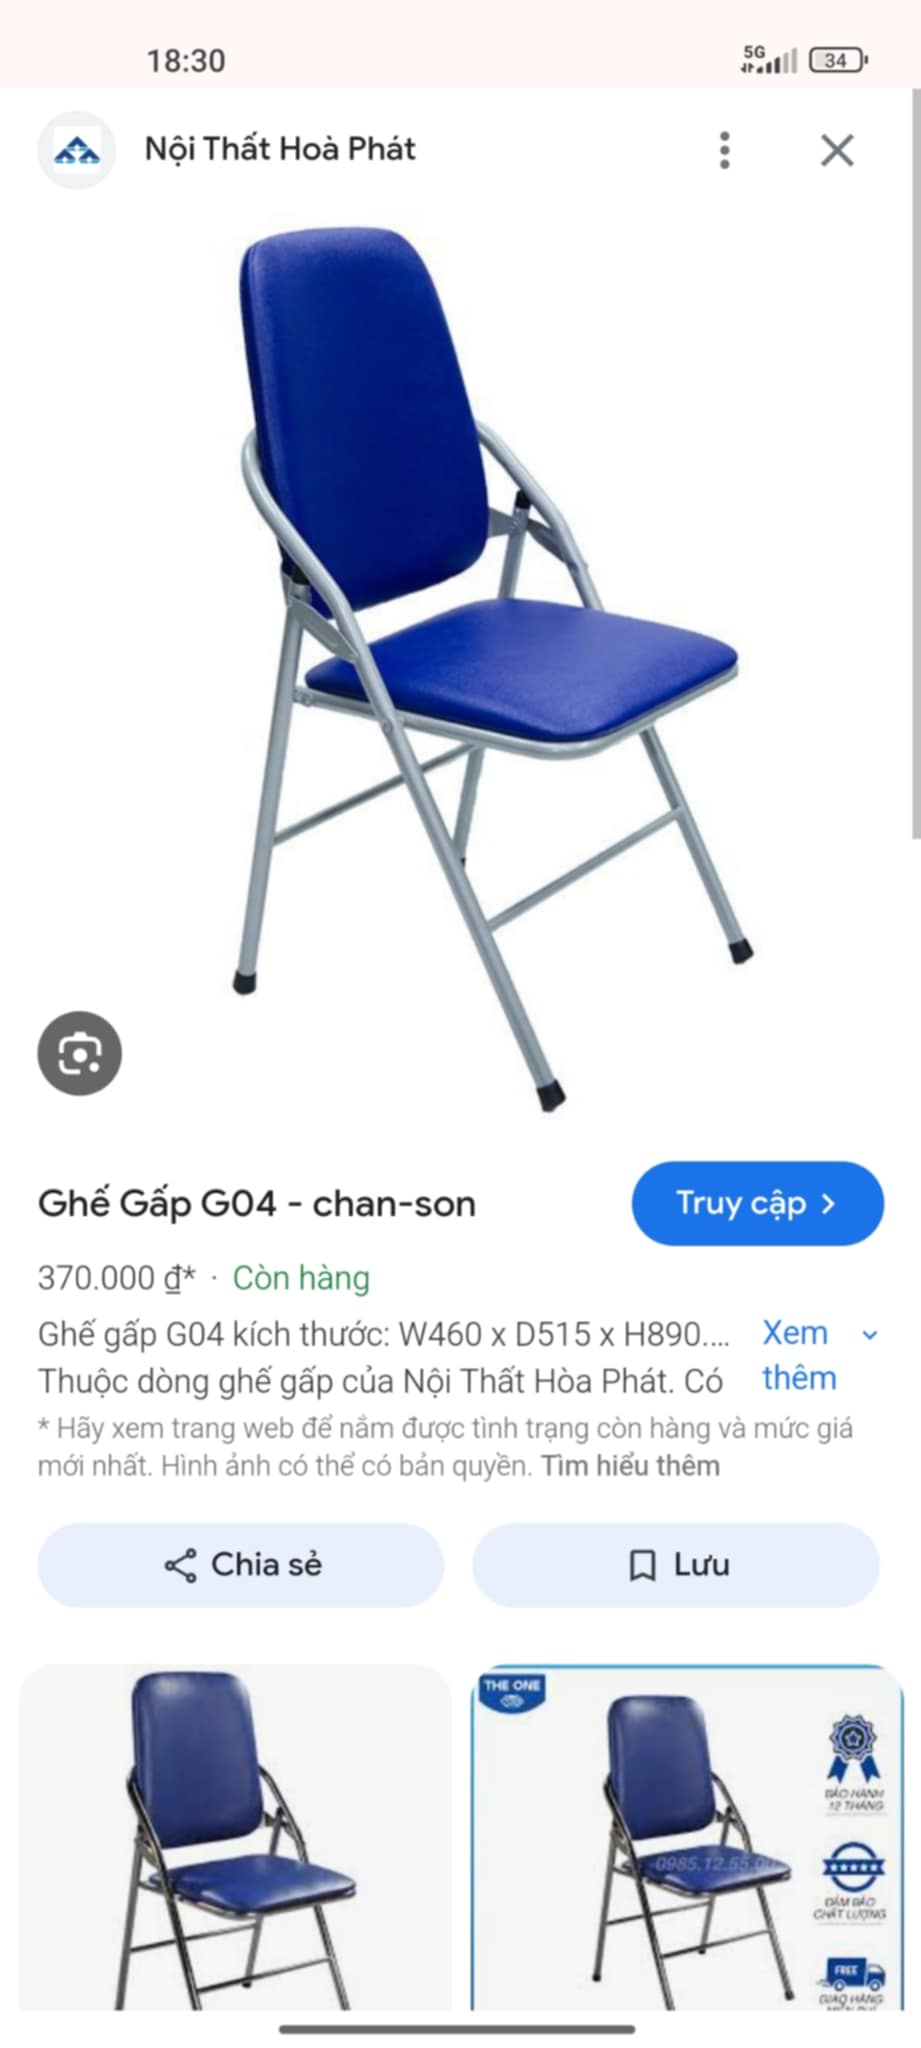 18:30
5G
34
Nội Thất Hoà Phát
Ghế Gấp G04 - chan-son
Truy cập
370.000 ₫* · Còn hàng
Ghế gấp G04 kích thước: W460 x D515 x H890....
Xem
Thuộc dòng ghế gấp của Nội Thất Hòa Phát. Có
thêm
* Hãy xem trang web để nắm được tình trạng còn hàng và mức giá
mới nhất. Hình ảnh có thể có bản quyền. Tìm hiểu thêm
Chia sẻ
Lưu
THE ONE
BẢO HÀNH
12 THÁNG
0985.12.55.
ĐẢM BẢO
CHẤT LƯỢNG
FREE
GIAO HÀNG